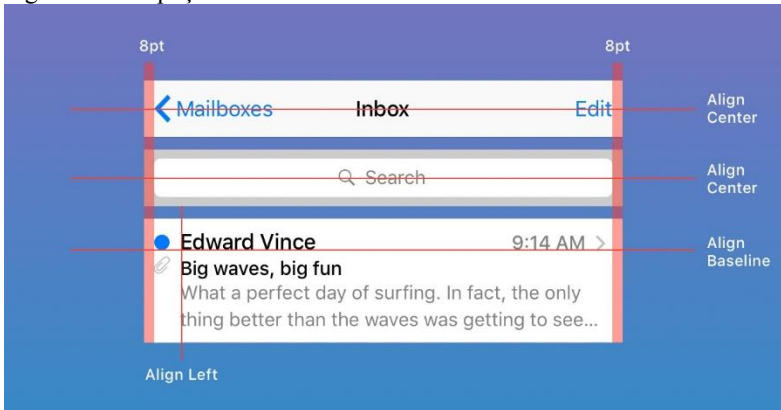 8pt 8pt
Mailboxes Inbox Edit
Align
Center
Search
Align
Center
Edward Vince 9:14 AM
Align
Baseline
Big waves, big fun
What a perfect day of surfing. In fact, the only
thing better than the waves was getting to see...
Align Left